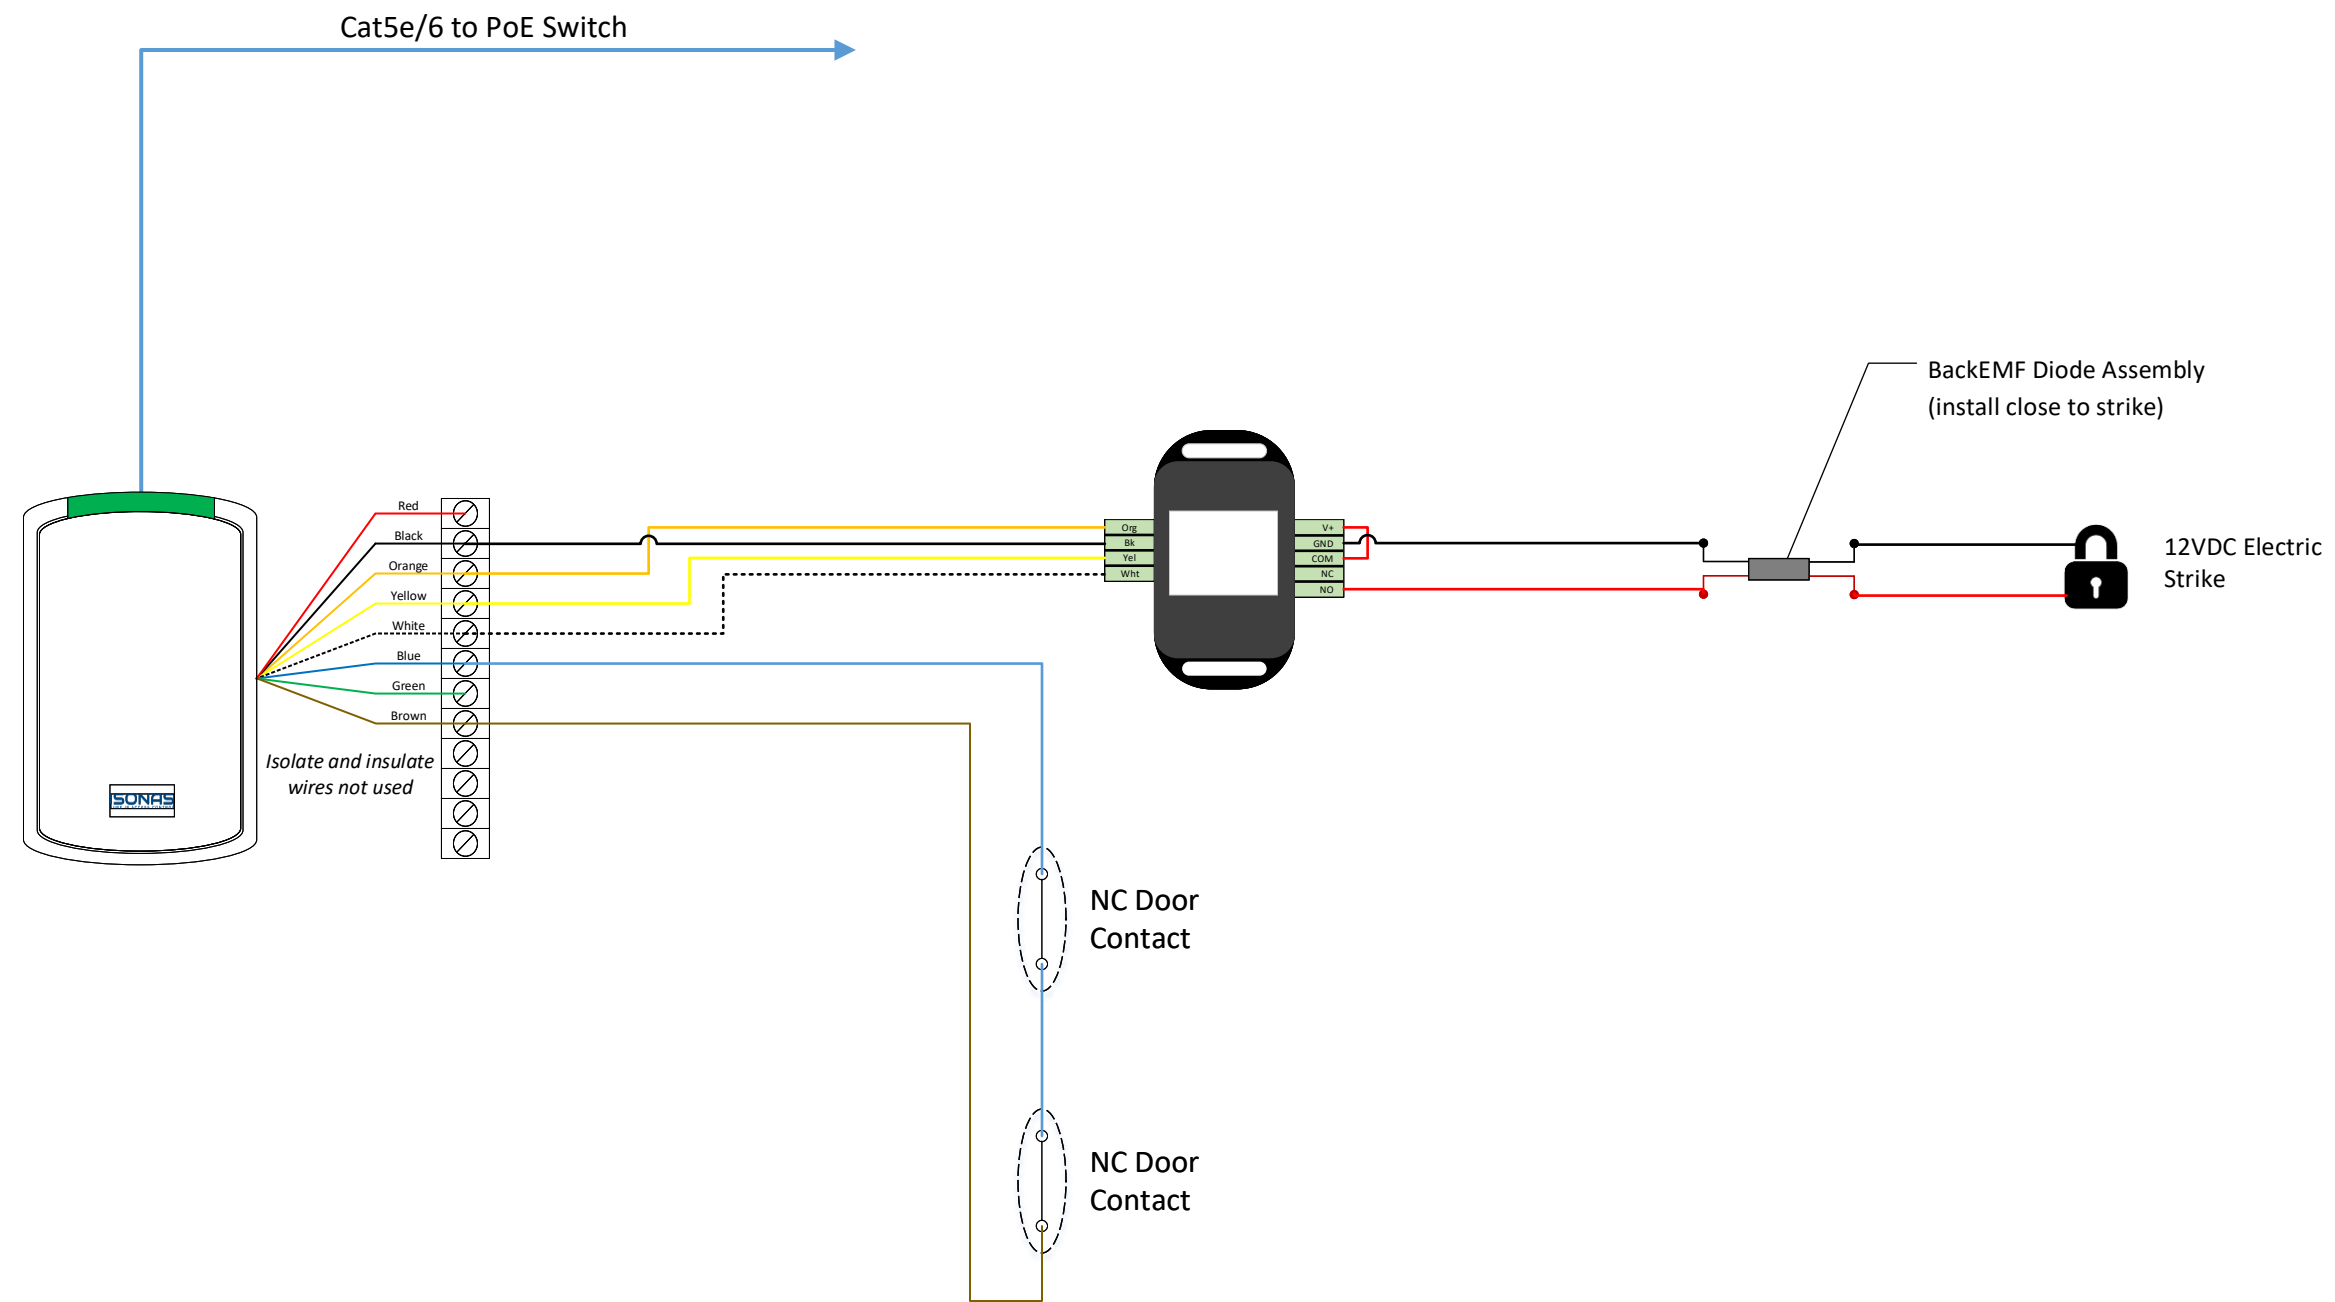 Cat5e/6 to PoE Switch
BackEMF Diode Assembly
(install close to strike)
Red
Black
Orange
Yellow
White
Blue
Green
Brown
Isolate and insulate
wires not used
ISONAS
Org
Bk
Yel
Wht
V+
GND
COM
NC
NO
12VDC Electric
Strike
NC Door
Contact
NC Door
Contact